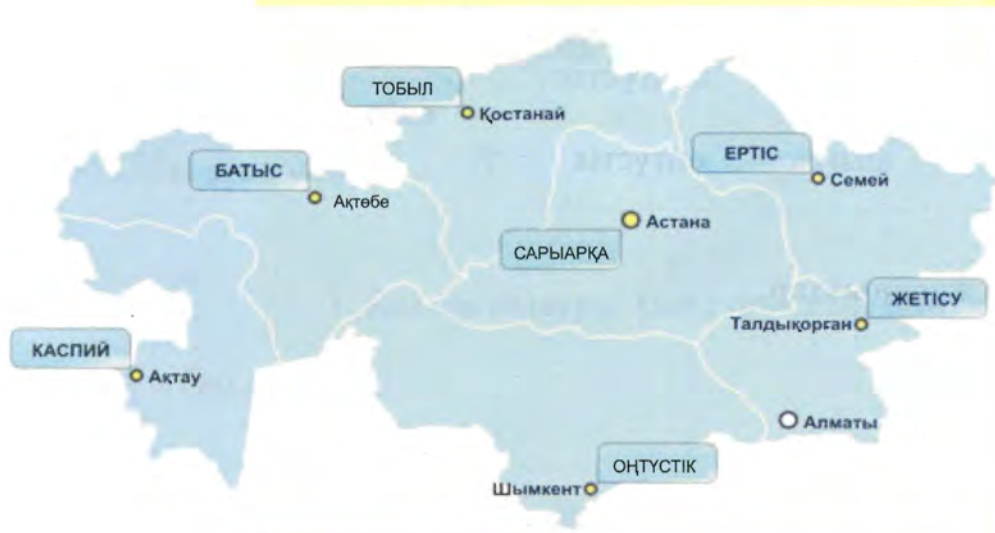 ТОБЫЛ
Қостанай
БАТЫС
Ақтөбе
ЕРТІС
Семей
Астана
САРЫАРҚА
ЖЕТІСУ
Талдықорған
КАСПИЙ
Ақтау
Алматы
ОҢТҮСТІК
Шымкент